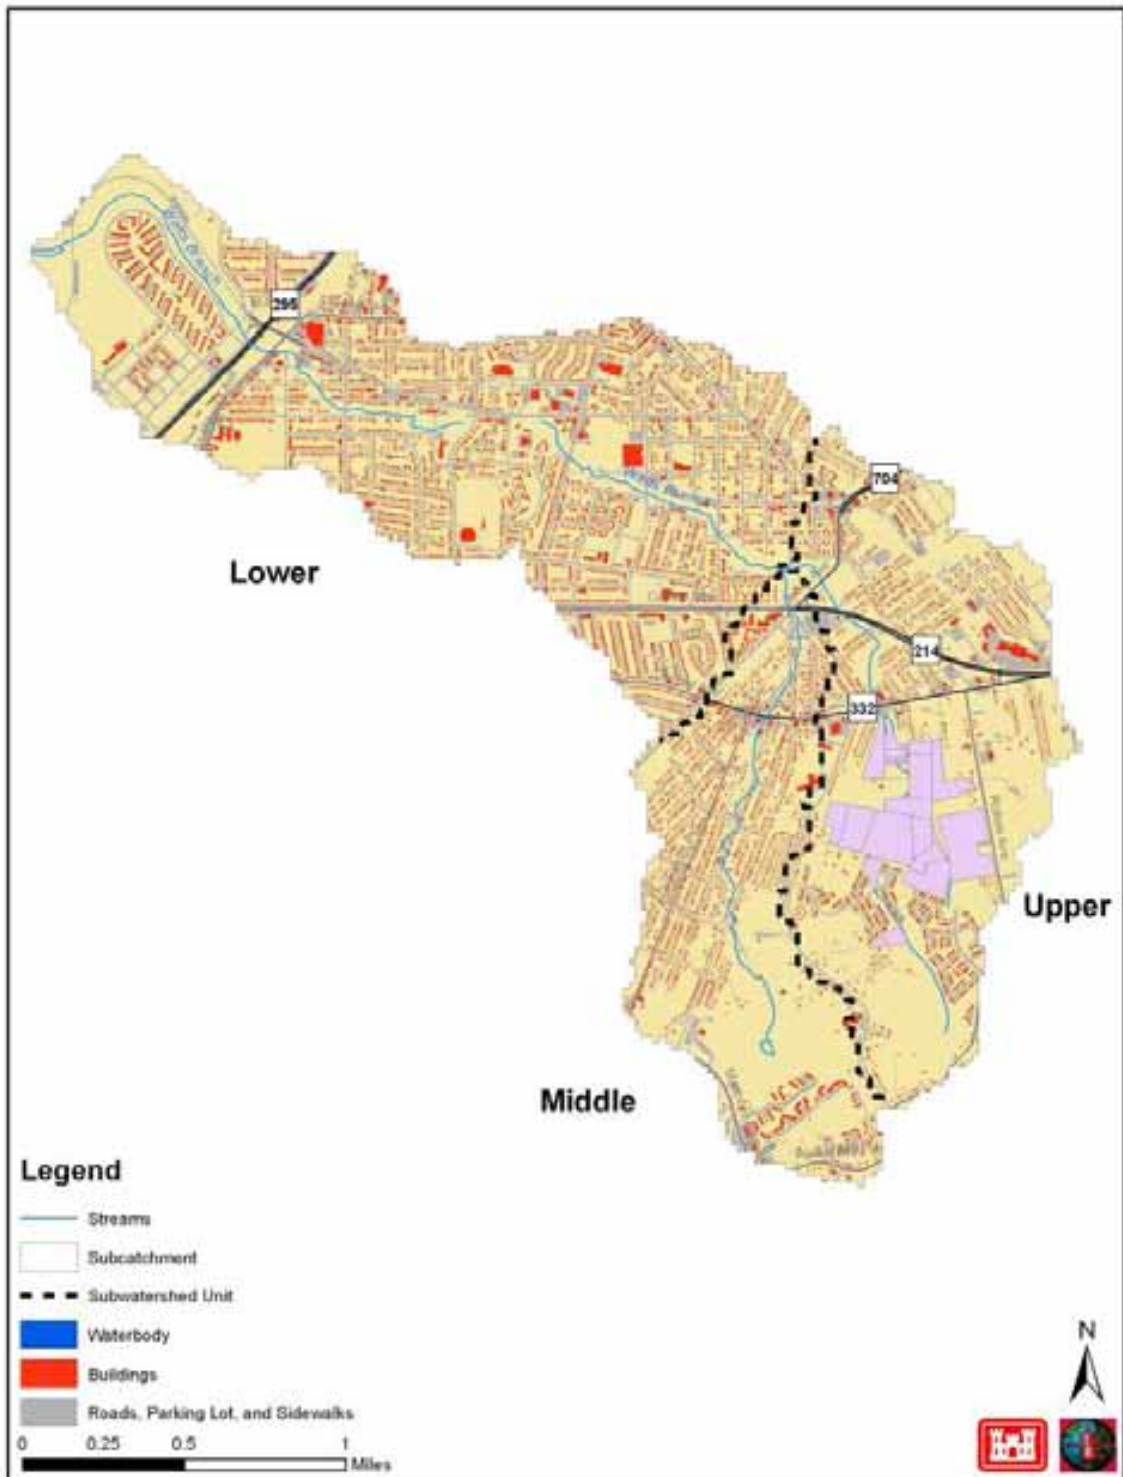 295
704
Lower
214
332
Upper
Middle
Legend
Streams
Subcatchment
Subwatershed Unit
Waterbody
Buildings
Roads, Parking Lot, and Sidewalks
0 0.25 0.5 1
Miles
N